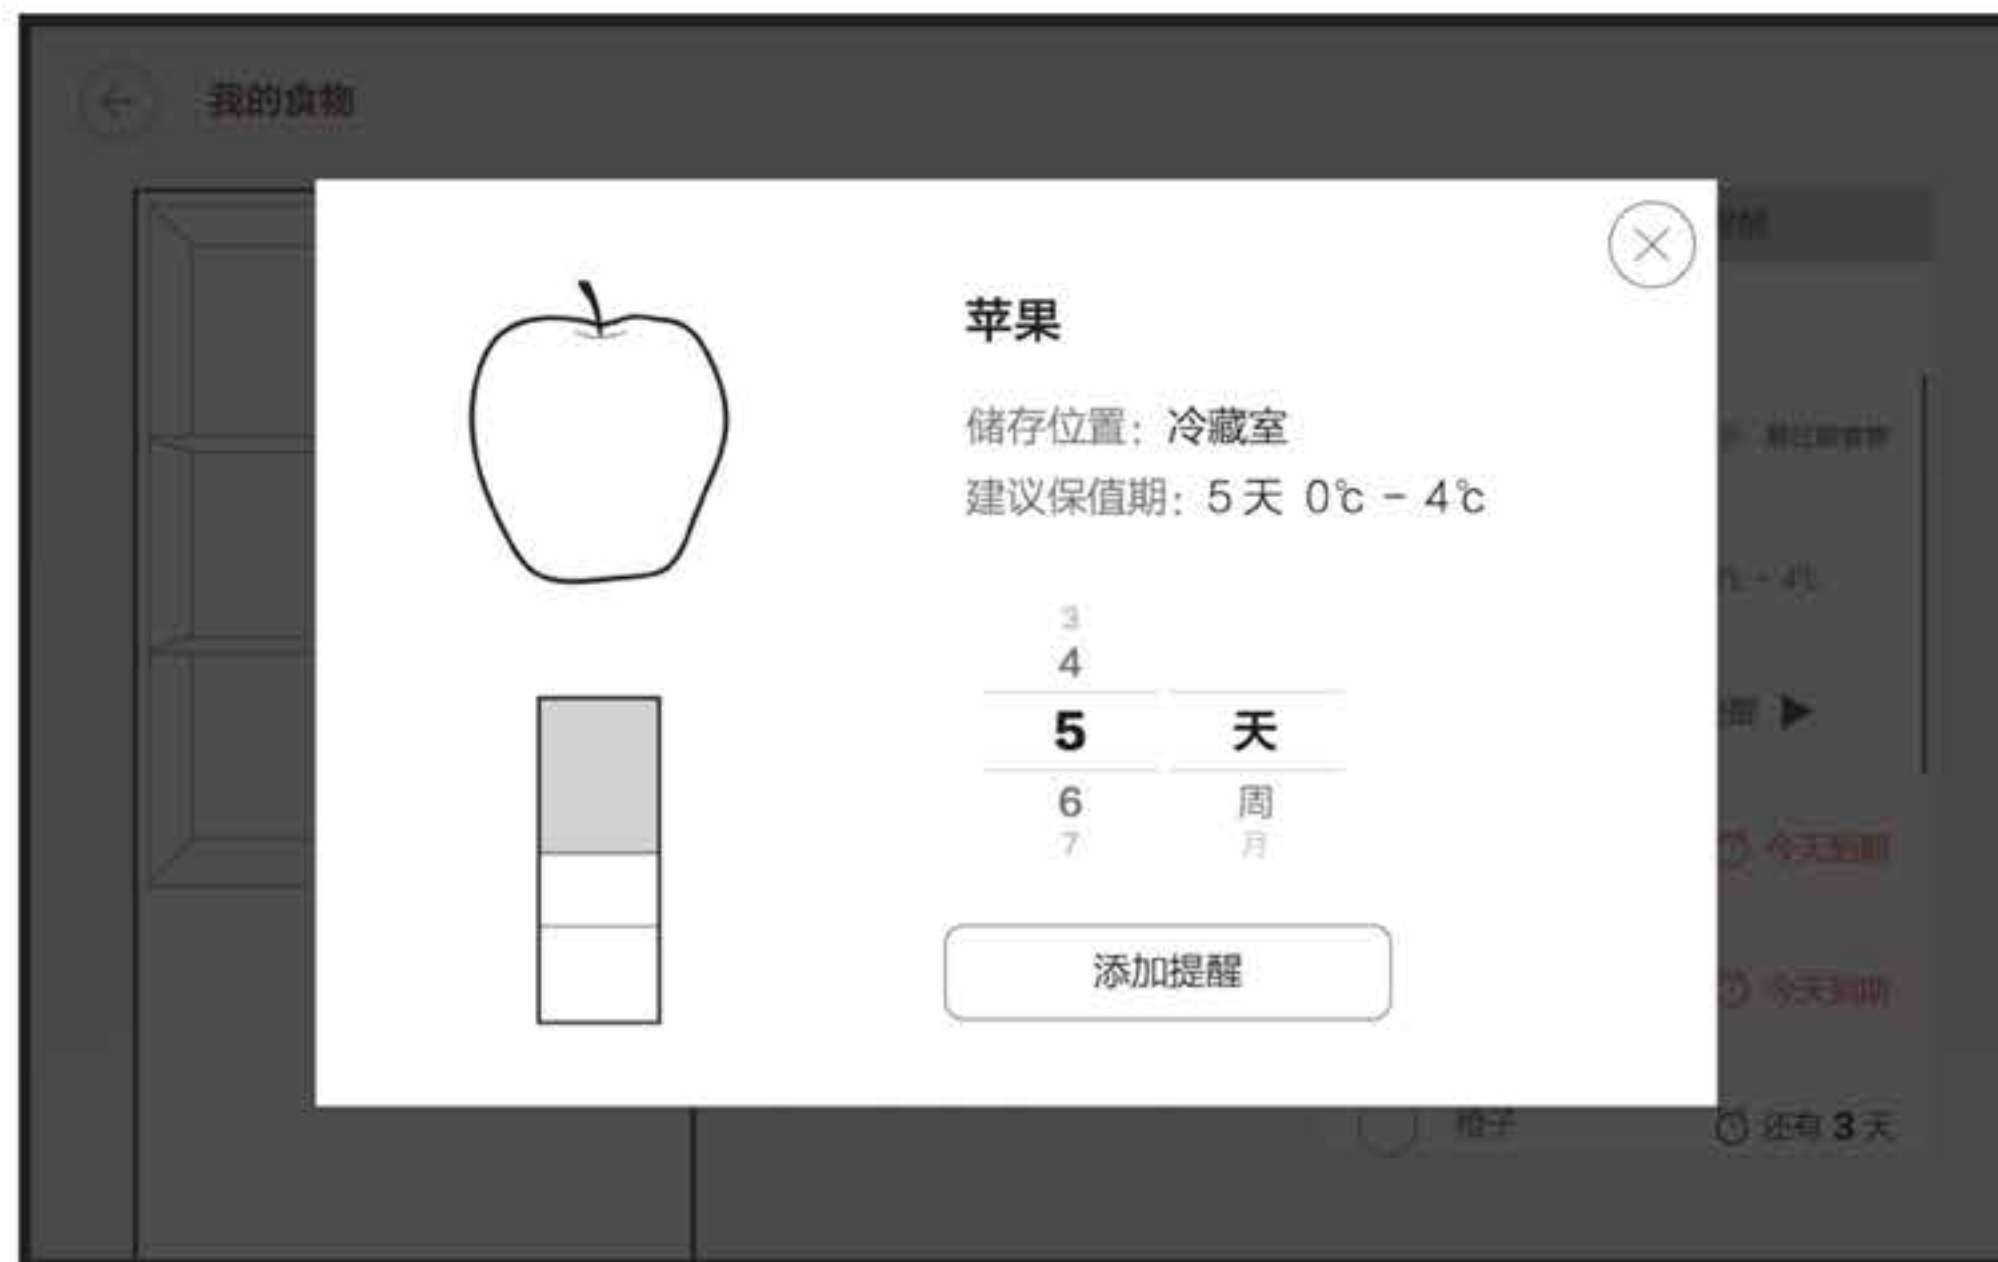 我的食物
苹果
储存位置：冷藏室
建议保值期：5天 0℃ - 4℃
3
4
5 天
6 周
7 月
添加提醒
今天到期
今天到期
橙子 还有 3 天